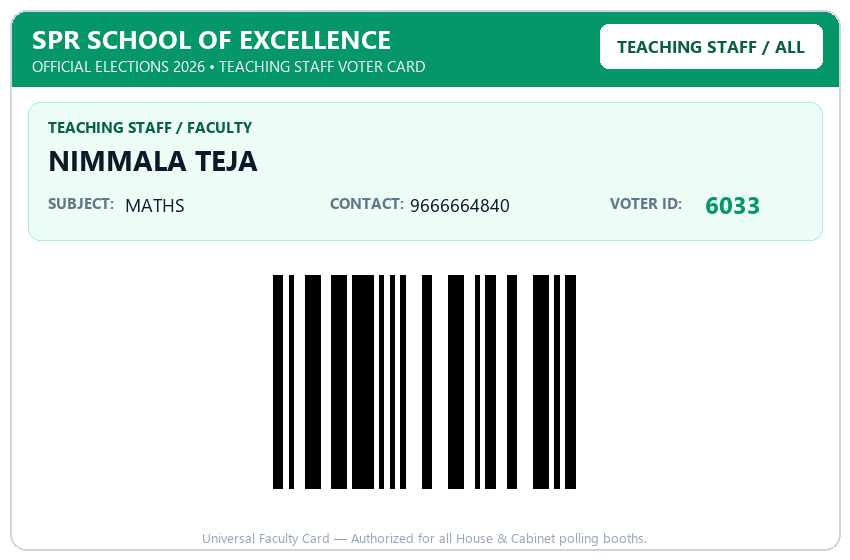 SPR SCHOOL OF EXCELLENCE
OFFICIAL ELECTIONS 2026 • TEACHING STAFF VOTER CARD
TEACHING STAFF / ALL
TEACHING STAFF / FACULTY
NIMMALA TEJA
SUBJECT: MATHS CONTACT: 9666664840 VOTER ID: 6033
Universal Faculty Card — Authorized for all House & Cabinet polling booths.